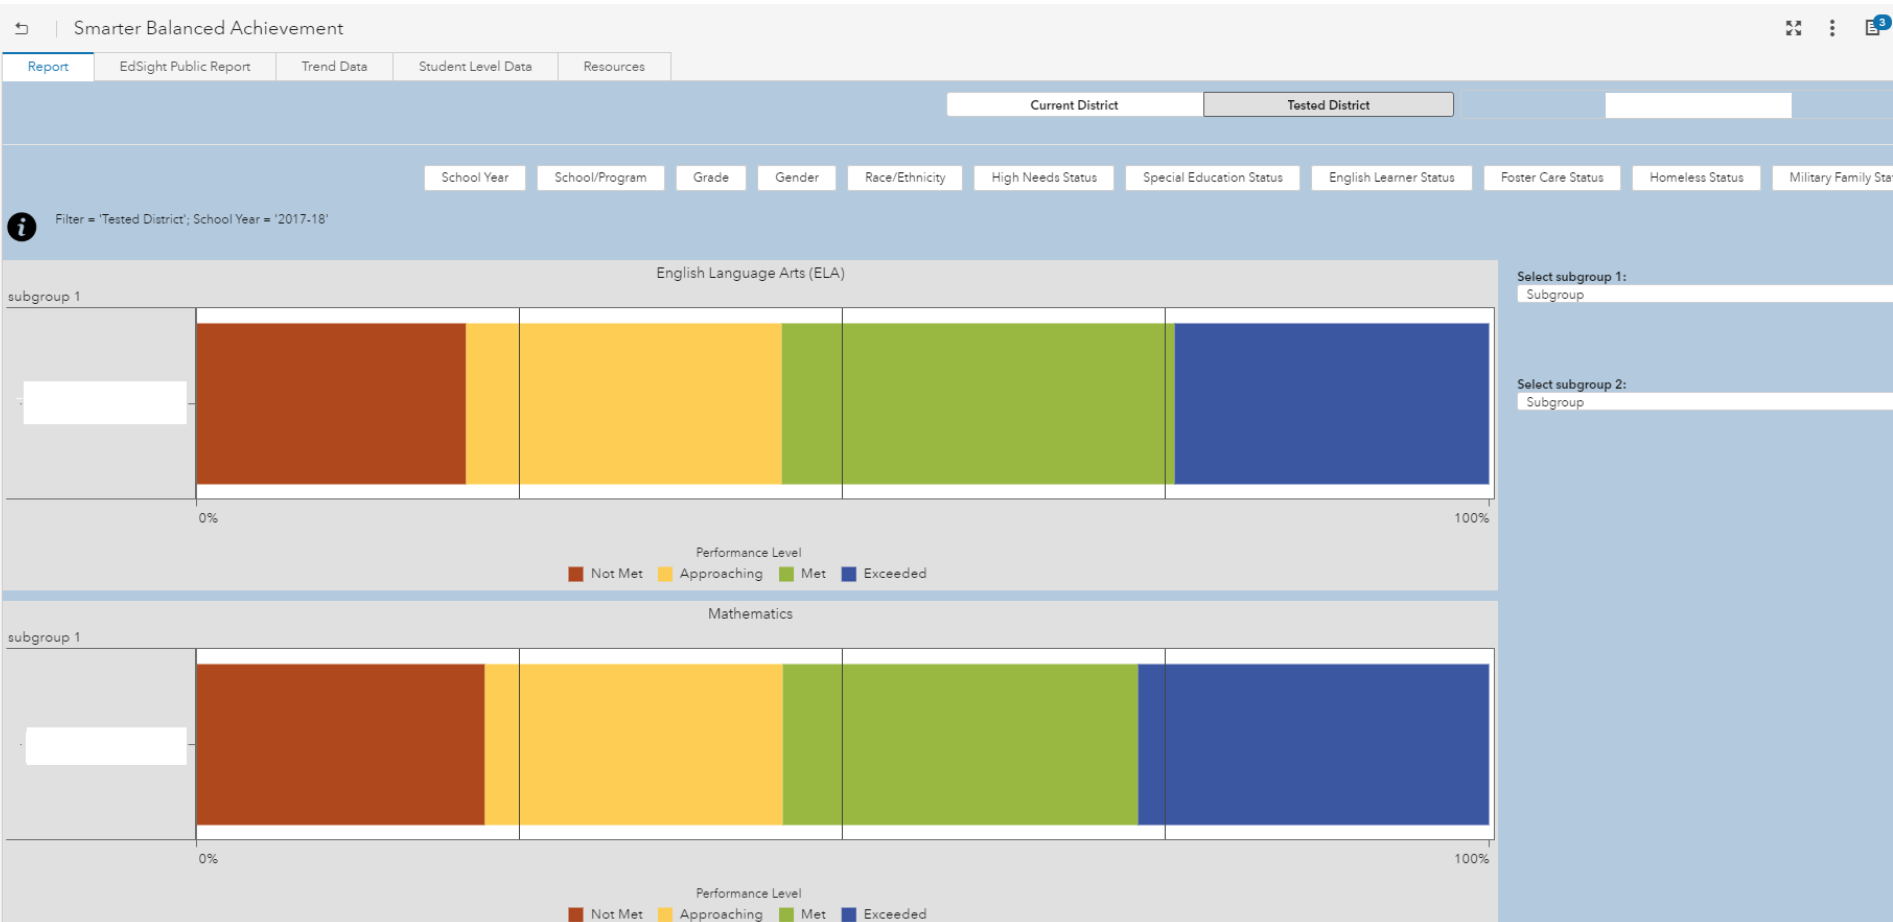 Smarter Balanced Achievement
3
Report EdSight Public Report Trend Data Student Level Data Resources
Current District Tested District
School Year School/Program Grade Gender Race/Ethnicity High Needs Status Special Education Status English Learner Status Foster Care Status Homeless Status Military Family Sta
i
Filter = 'Tested District'; School Year = '2017-18'
English Language Arts (ELA)
subgroup 1
0% 100%
Performance Level
Not Met Approaching Met Exceeded
Select subgroup 1:
Subgroup
Select subgroup 2:
Subgroup
Mathematics
subgroup 1
0% 100%
Performance Level
Not Met Approaching Met Exceeded